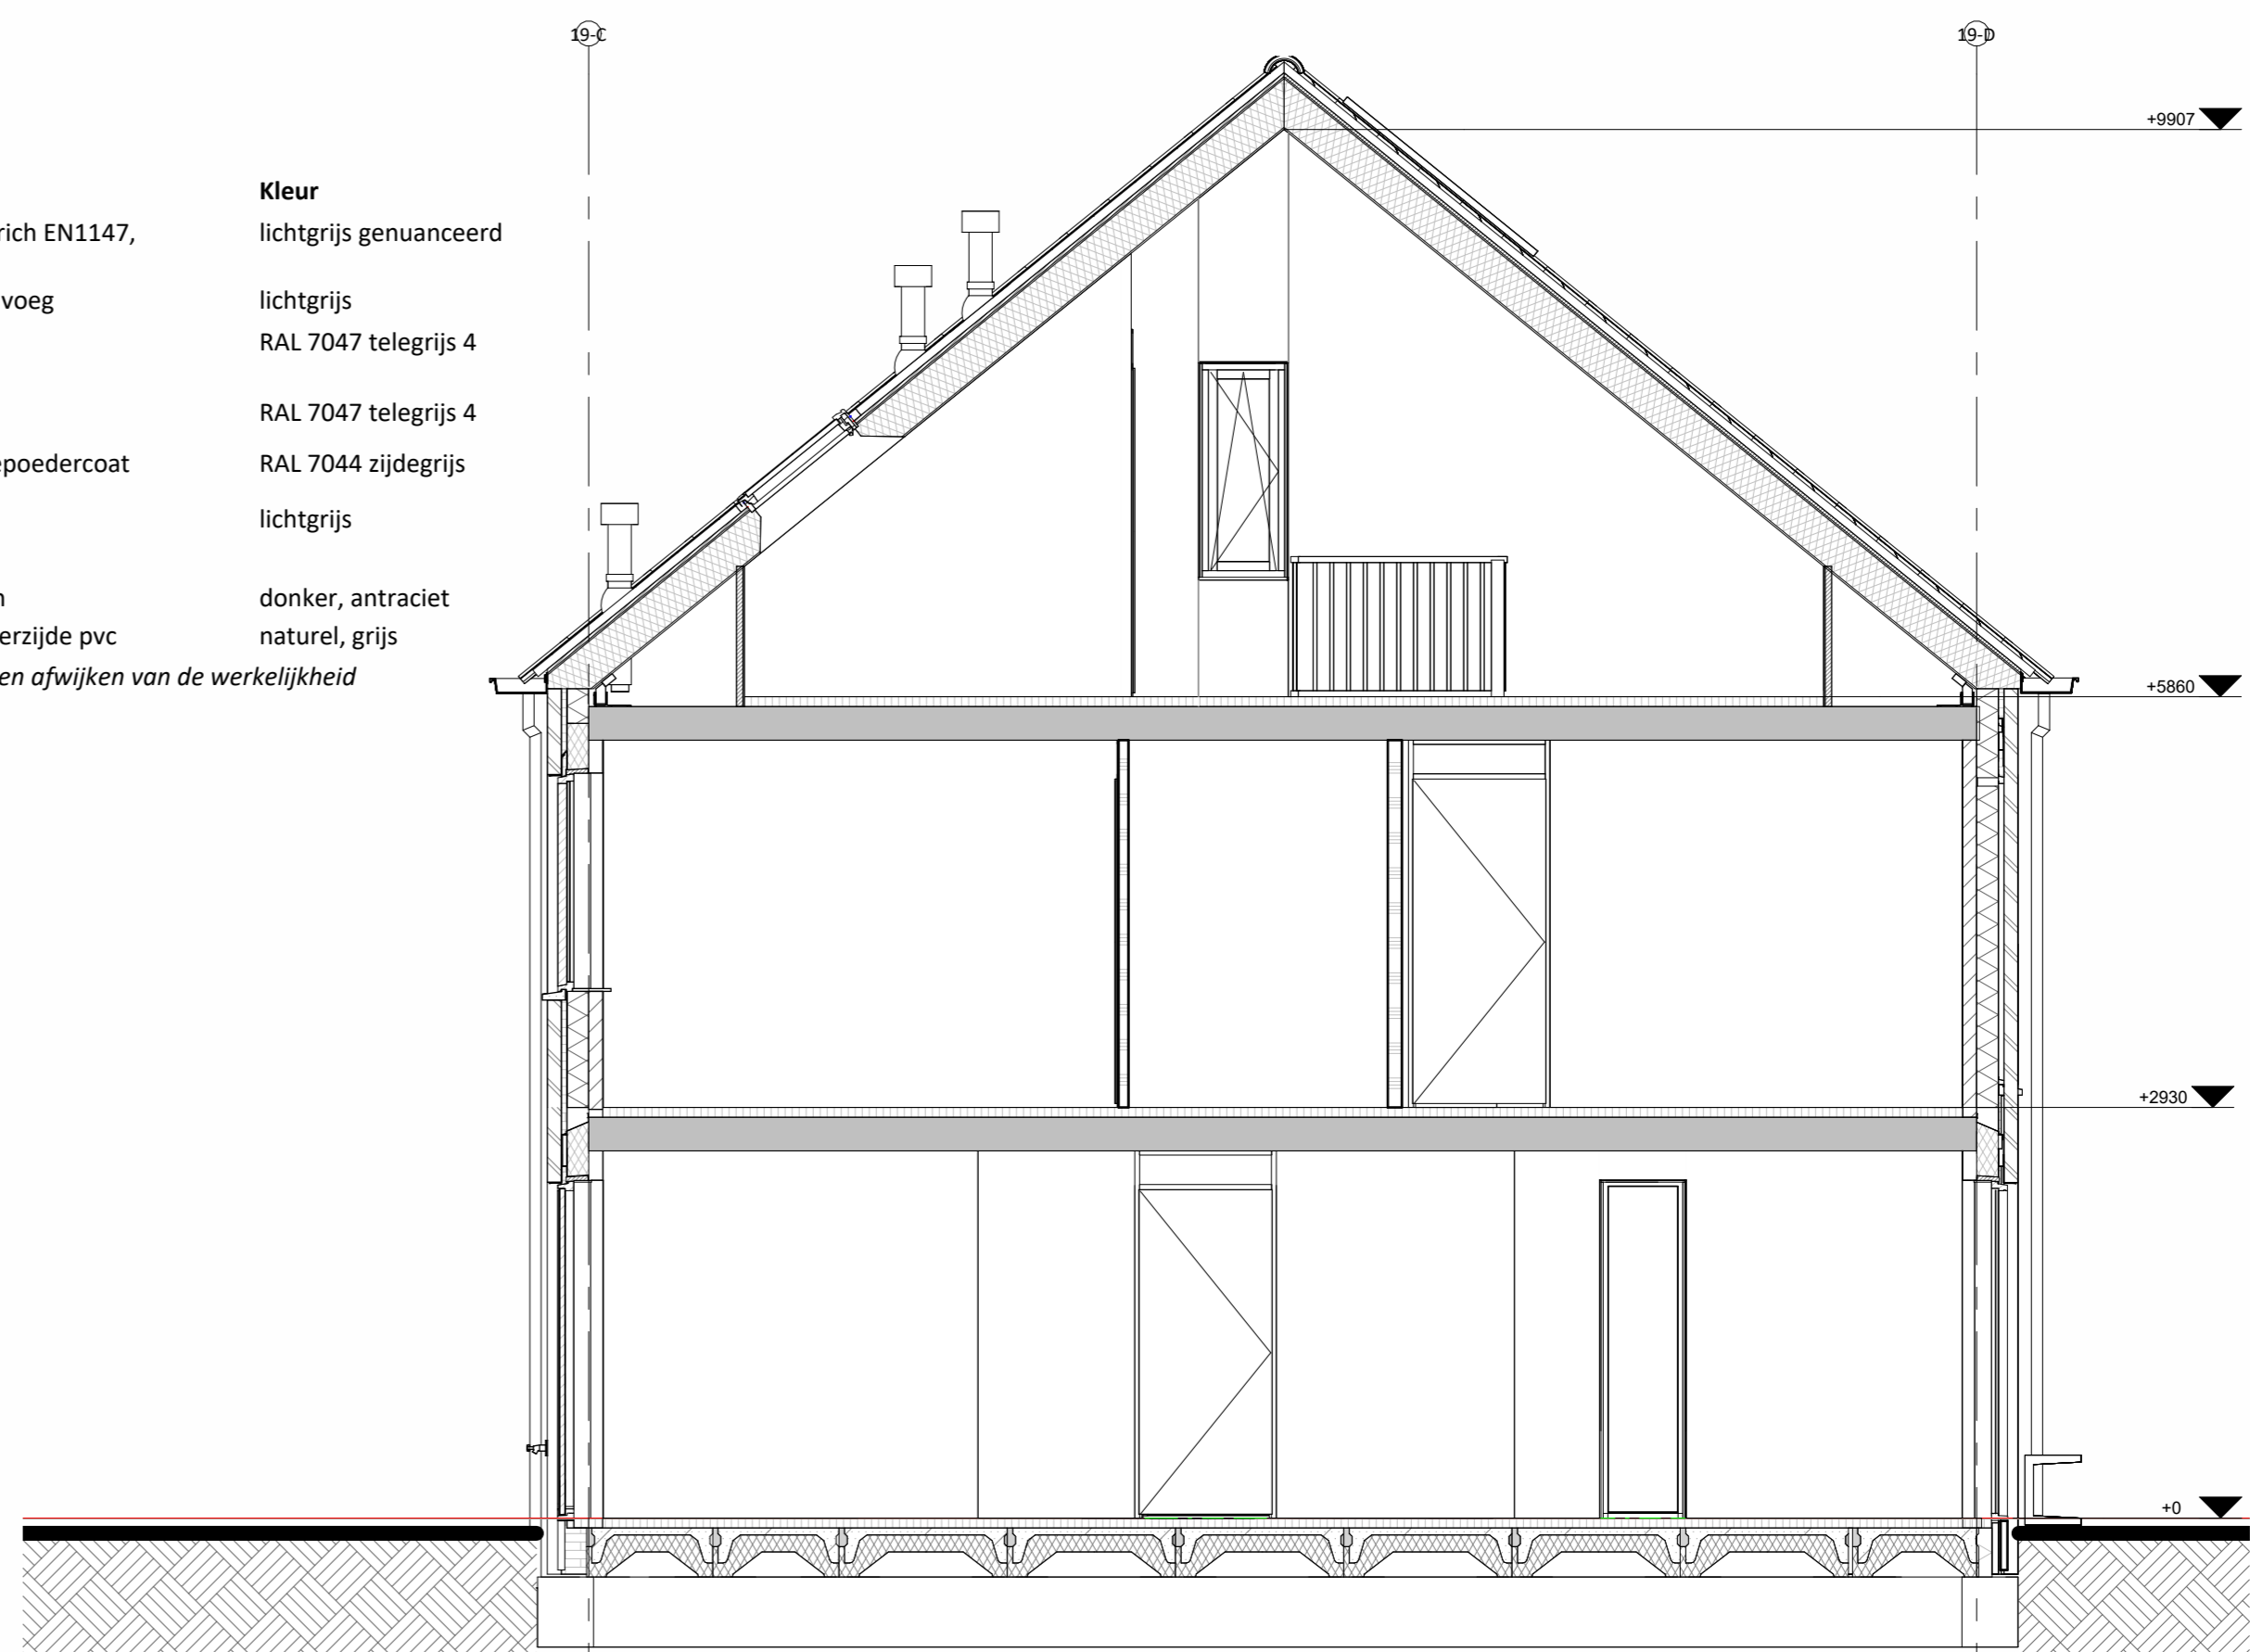 19-C
19-D
+9907
Kleur
rich EN1147, lichtgrijs genuanceerd
voeg lichtgrijs
RAL 7047 telegrijs 4
RAL 7047 telegrijs 4
epoedercoat RAL 7044 zijdegrijs
lichtgrijs
n donker, antraciet
erzijde pvc naturel, grijs
en afwijken van de werkelijkheid
+5860
+2930
+0